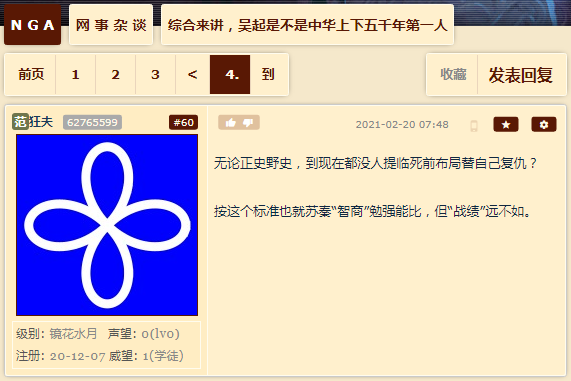 NGA 网事杂谈 综合来讲，吴起是不是中华上下五千年第一人
前页 1 2 3 < 4. 到 收藏 发表回复
范狂夫 62765599 #60 2021-02-20 07:48
无论正史野史，到现在都没人提临死前布局替自己复仇？
按这个标准也就苏秦“智商”勉强能比，但“战绩”远不如。
级别: 镜花水月 声望: 0(lv0)
注册: 20-12-07 威望: 1(学徒)